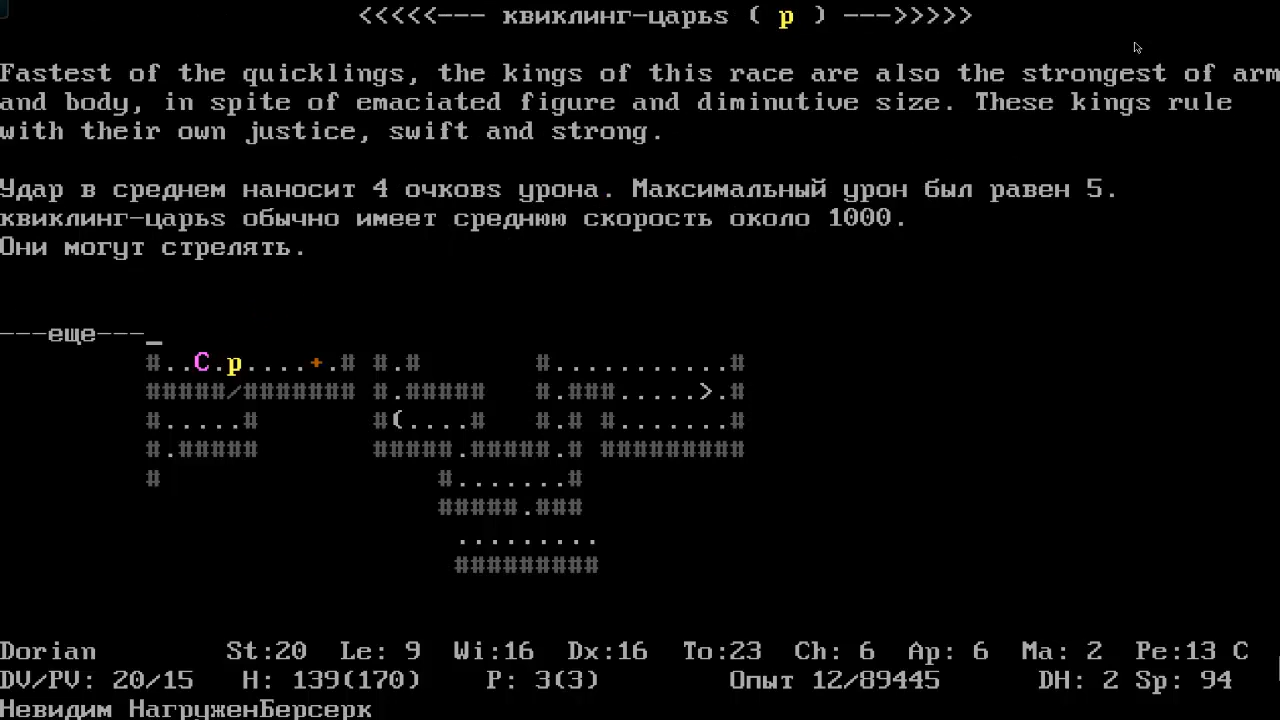 <<<<<--- квиклинг-царьs ( p ) --->>>>>
Fastest of the quicklings, the kings of this race are also the strongest of arm
and body, in spite of emaciated figure and diminutive size. These kings rule
with their own justice, swift and strong.
Удар в среднем наносит 4 очковs урона. Максимальный урон был равен 5.
квиклинг-царьs обычно имеет среднюю скорость около 1000.
Они могут стрелять.
---еще---_
#..C.p....+.# #.# #...........#
#####/####### #.##### #.###.....>.#
#.....# #(....# #.# #.......#
#.##### #####.#####.# #########
# #.......#
#####.###
.........
#########
Dorian St:20 Le: 9 Wi:16 Dx:16 To:23 Ch: 6 Ap: 6 Ma: 2 Pe:13 C
DV/PV: 20/15 H: 139(170) P: 3(3) Опыт 12/89445 DH: 2 Sp: 94
Невидим НагруженБерсерк